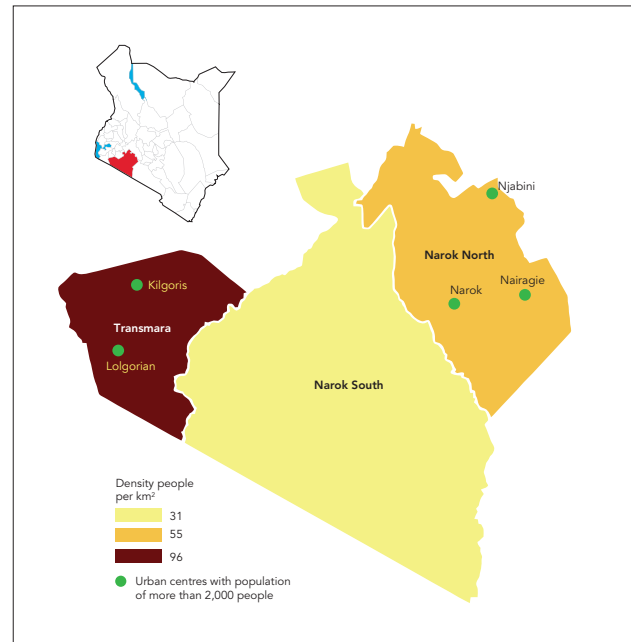 Njabini
Narok North
Nairagie
Narok
Kilgoris
Transmara
Lolgorian
Narok South
Density people
per km²
31
55
96
Urban centres with population
of more than 2,000 people